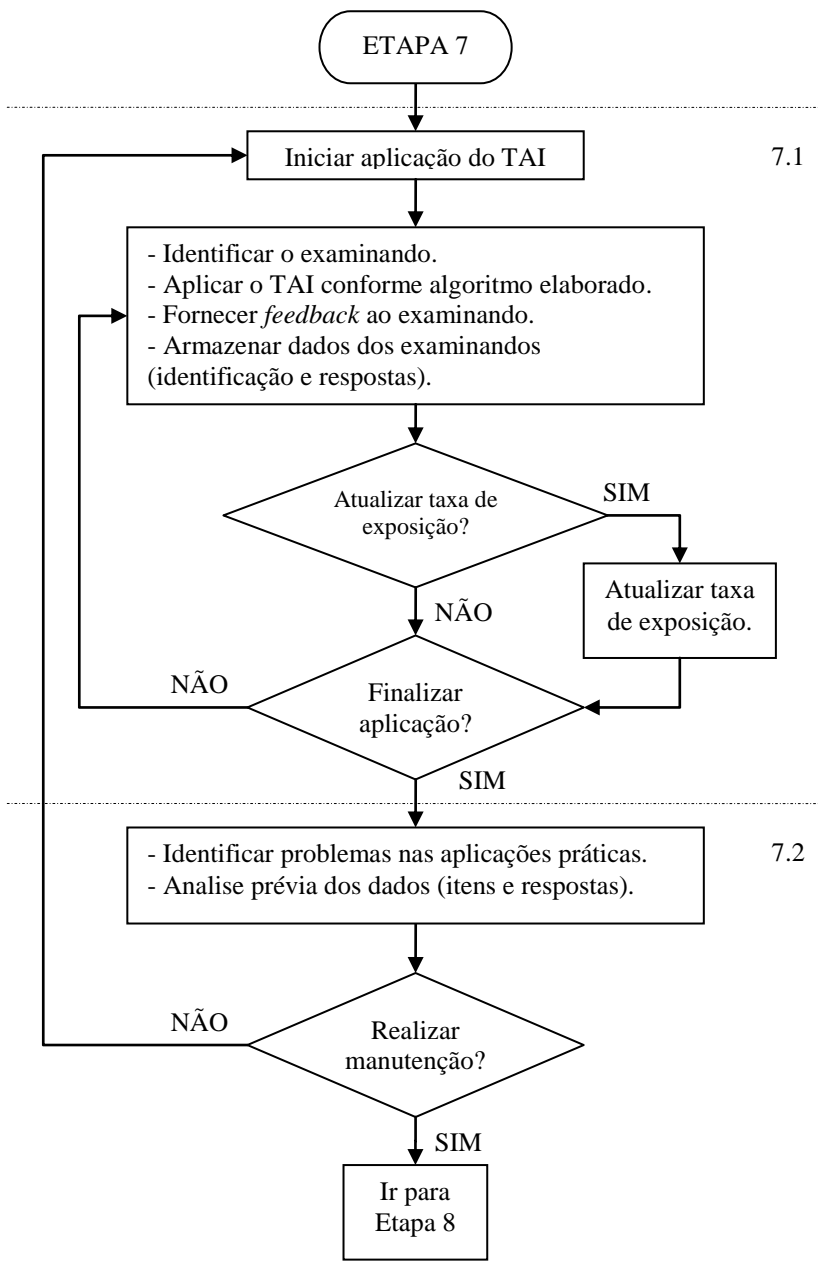 ETAPA 7
Iniciar aplicação do TAI
7.1
- Identificar o examinando.
- Aplicar o TAI conforme algoritmo elaborado.
- Fornecer feedback ao examinando.
- Armazenar dados dos examinandos
(identificação e respostas).
Atualizar taxa de
exposição?
SIM
Atualizar taxa
de exposição.
NÃO
NÃO
Finalizar
aplicação?
SIM
- Identificar problemas nas aplicações práticas.
- Analise prévia dos dados (itens e respostas).
7.2
NÃO
Realizar
manutenção?
SIM
Ir para
Etapa 8